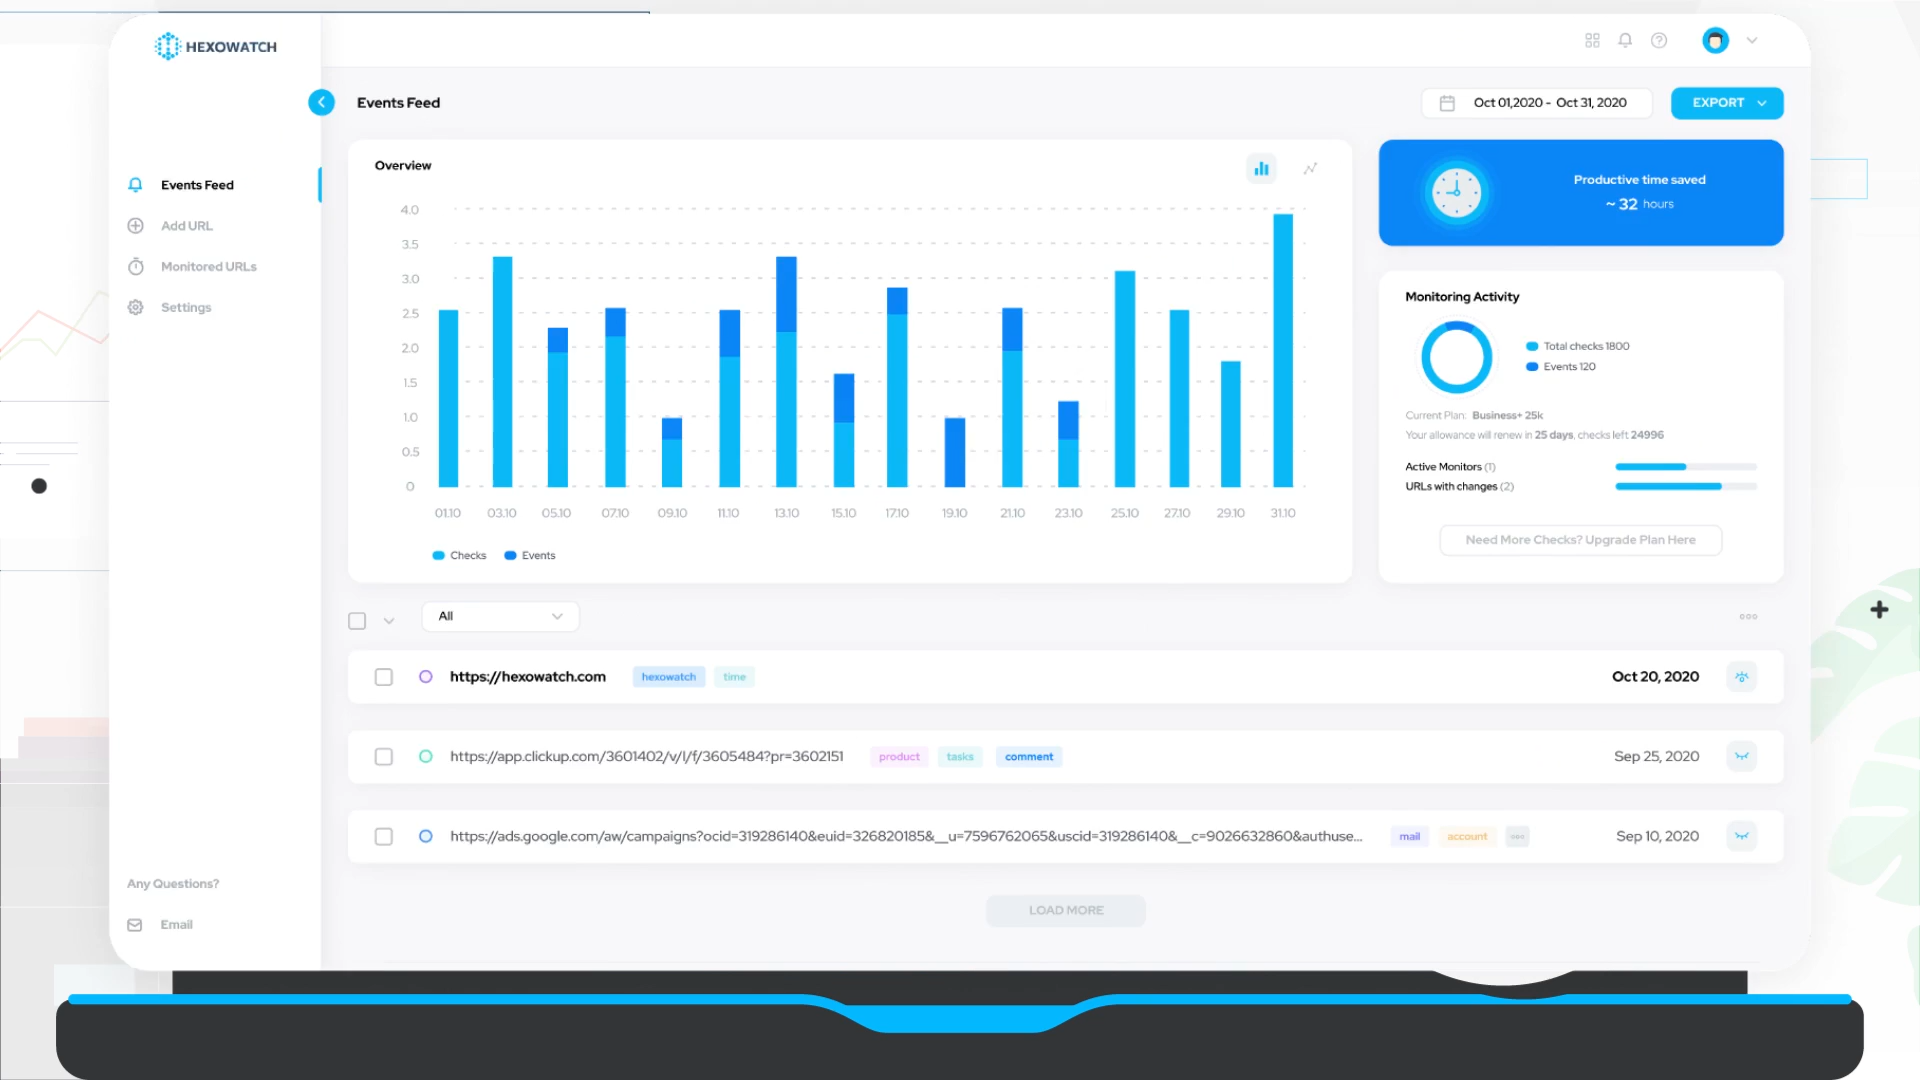 HEXOWATCH
Events Feed
Oct 01,2020 - Oct 31, 2020
EXPORT
Events Feed
Add URL
Monitored URLs
Settings
Any Questions?
Email
Overview
4.0
3.5
3.0
2.5
2.0
1.5
1.0
0.5
0
01.10 03.10 05.10 07.10 09.10 11.10 13.10 15.10 17.10 19.10 21.10 23.10 25.10 27.10 29.10 31.10
Checks Events
Productive time saved
~ 32 hours
Monitoring Activity
Total checks 1800
Events 120
Current Plan: Business+ 25k
Your allowance will renew in 25 days, checks left 24996
Active Monitors (1)
URLs with changes (2)
Need More Checks? Upgrade Plan Here
All
https://hexowatch.com hexowatch time Oct 20, 2020
https://app.clickup.com/3601402/v/l/f/3605484?pr=3602151 product tasks comment Sep 25, 2020
https://ads.google.com/aw/campaigns?ocid=319286140&euid=326820185&__u=7596762065&uscid=319286140&__c=9026632860&authuse... mail account Sep 10, 2020
LOAD MORE